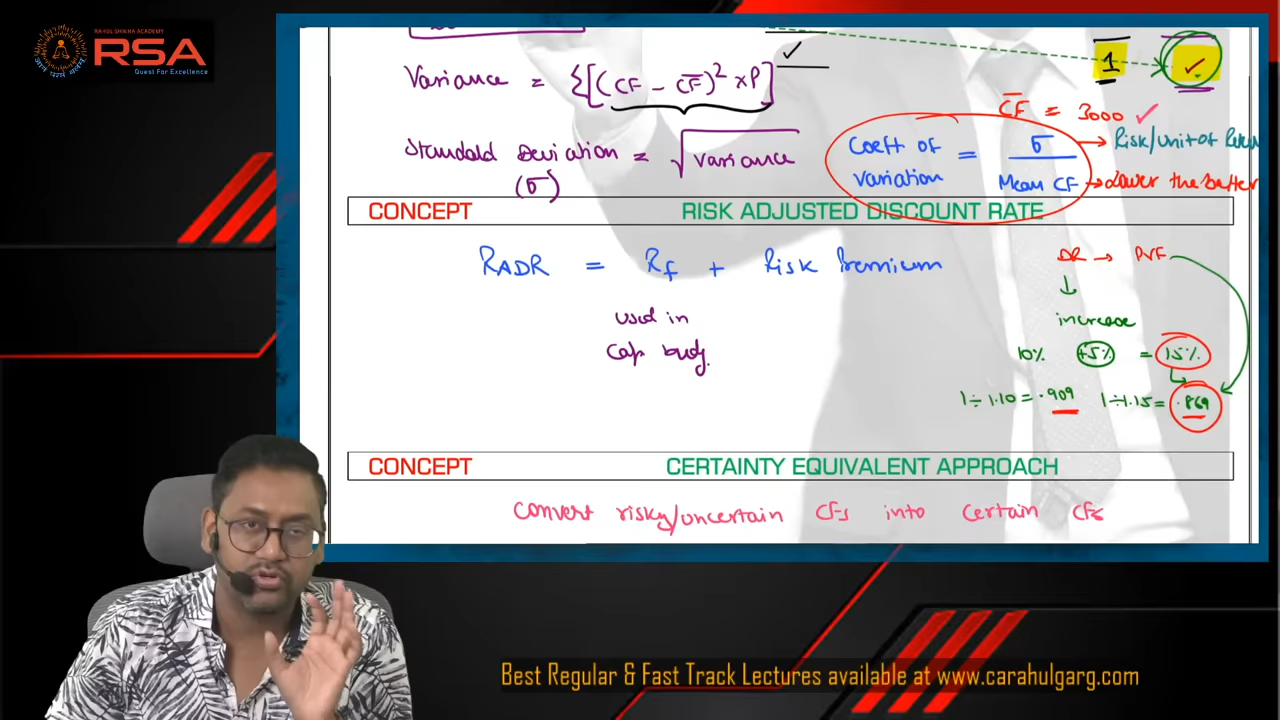 RAHUL SHIKHA ACADEMY
RSA
Quest For Excellence
Variance = Σ[(CF - C̅F̅)² × P] ✓
1 ✓
C̅F̅ = 3000 ✓
Standard Deviation = √variance
(σ)
Coeft of variation = σ / Mean CF
→ Risk/unit of
→ Lower the better
CONCEPT RISK ADJUSTED DISCOUNT RATE
RADR = Rf + Risk Premium
used in
Cap budg.
DR → PVF
↓
increase
10% +5% = 15%
1÷1.10 = .909 1÷1.15 = .869
CONCEPT CERTAINTY EQUIVALENT APPROACH
Convert risky/uncertain CFs into certain CFs
Best Regular & Fast Track Lectures available at www.carahulgarg.com